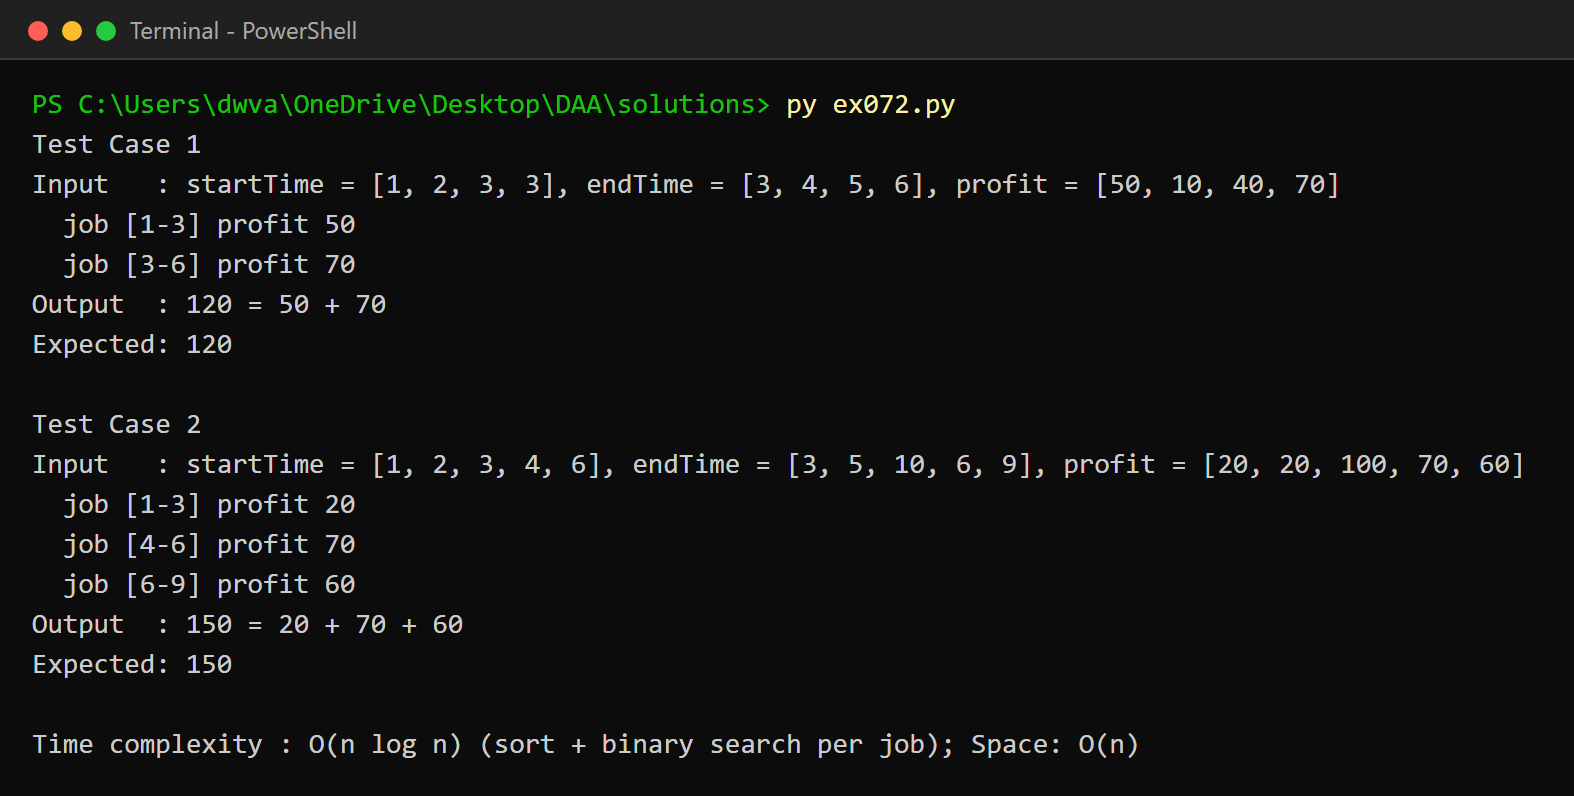 Terminal - PowerShell
PS C:\Users\dwva\OneDrive\Desktop\DAA\solutions> py ex072.py
Test Case 1
Input   : startTime = [1, 2, 3, 3], endTime = [3, 4, 5, 6], profit = [50, 10, 40, 70]
  job [1-3] profit 50
  job [3-6] profit 70
Output  : 120 = 50 + 70
Expected: 120

Test Case 2
Input   : startTime = [1, 2, 3, 4, 6], endTime = [3, 5, 10, 6, 9], profit = [20, 20, 100, 70, 60]
  job [1-3] profit 20
  job [4-6] profit 70
  job [6-9] profit 60
Output  : 150 = 20 + 70 + 60
Expected: 150

Time complexity : O(n log n) (sort + binary search per job); Space: O(n)